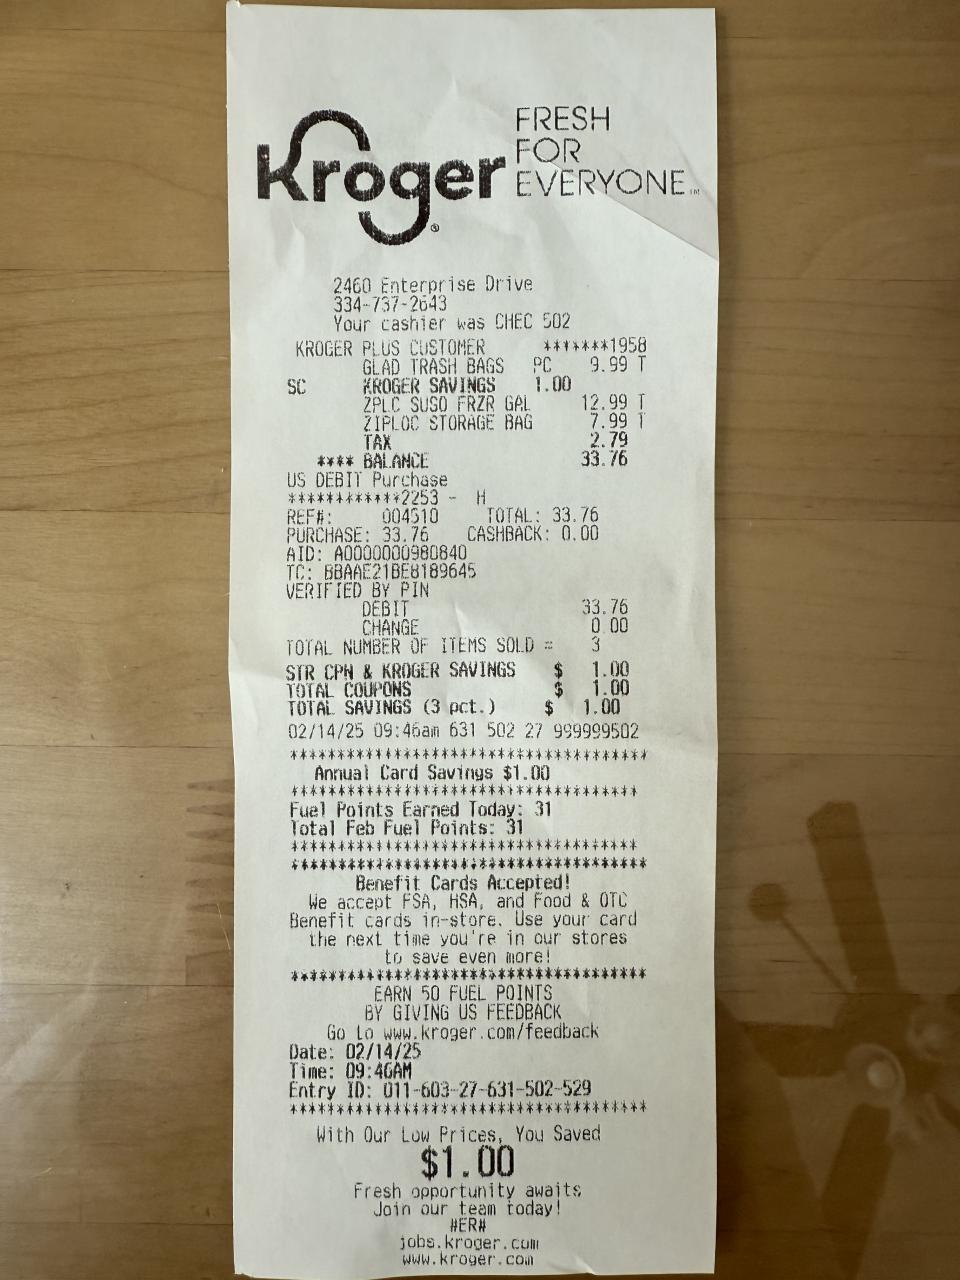 Kroger
FRESH
FOR
EVERYONE™
2460 Enterprise Drive
334-737-2643
Your cashier was CHEC 502
KROGER PLUS CUSTOMER *******1958
GLAD TRASH BAGS PC 9.99 T
SC KROGER SAVINGS 1.00
ZPLC SUSO FRZR GAL 12.99 T
ZIPLOC STORAGE BAG 7.99 T
TAX 2.79
**** BALANCE 33.76
US DEBIT Purchase
************2253 - H
REF#: 004510 TOTAL: 33.76
PURCHASE: 33.76 CASHBACK: 0.00
AID: A0000000980840
TC: BBAAE21BE8189645
VERIFIED BY PIN
DEBIT 33.76
CHANGE 0.00
TOTAL NUMBER OF ITEMS SOLD = 3
STR CPN & KROGER SAVINGS $ 1.00
TOTAL COUPONS $ 1.00
TOTAL SAVINGS (3 pct.) $ 1.00
02/14/25 09:46am 631 502 27 999999502
**************************************
Annual Card Savings $1.00
*************************************
Fuel Points Earned Today: 31
Total Feb Fuel Points: 31
*************************************
**************************************
Benefit Cards Accepted!
We accept FSA, HSA, and Food & OTC
Benefit cards in-store. Use your card
the next time you're in our stores
to save even more!
**************************************
EARN 50 FUEL POINTS
BY GIVING US FEEDBACK
Go to www.kroger.com/feedback
Date: 02/14/25
Time: 09:46AM
Entry ID: 011-603-27-631-502-529
**************************************
With Our Low Prices, You Saved
$1.00
Fresh opportunity awaits
Join our team today!
#ER#
jobs.kroger.com
www.kroger.com